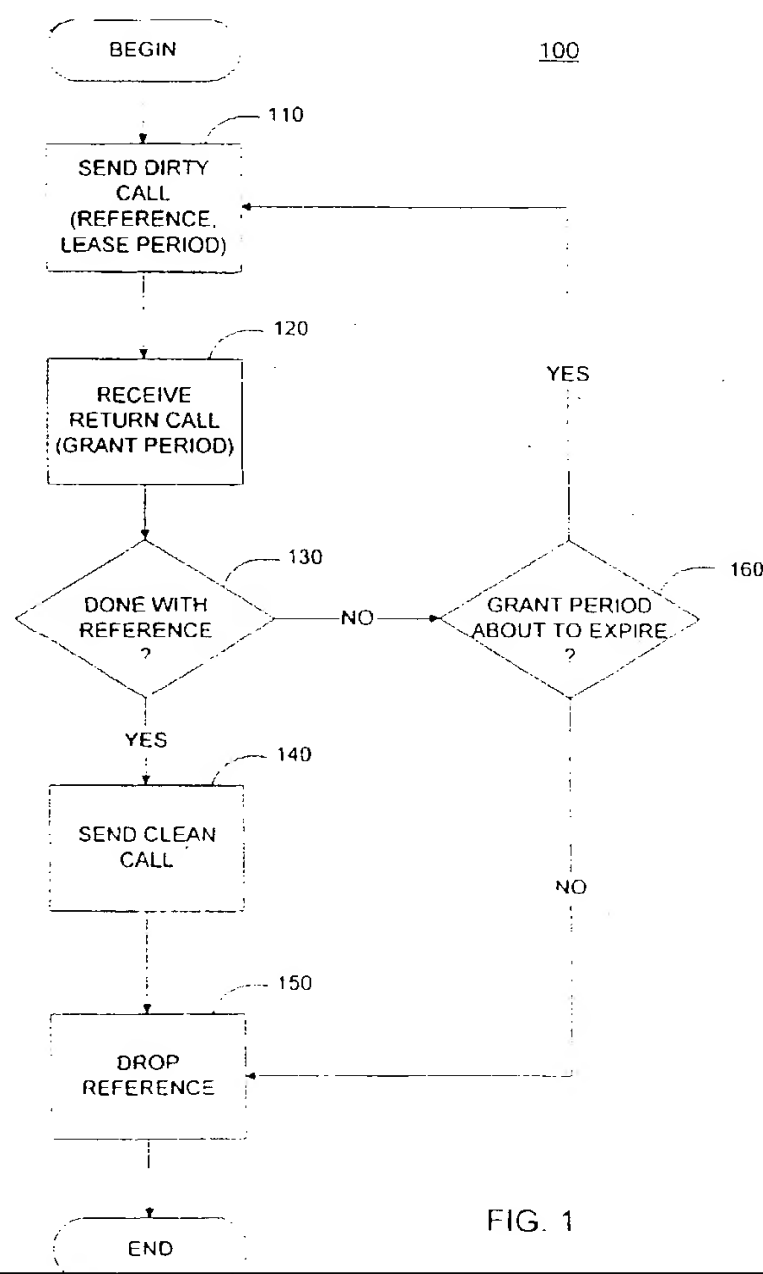 BEGIN
100
110
SEND DIRTY
CALL
(REFERENCE,
LEASE PERIOD)
120
RECEIVE
RETURN CALL
(GRANT PERIOD)
YES
130
DONE WITH
REFERENCE
?
NO
160
GRANT PERIOD
ABOUT TO EXPIRE
?
YES
140
SEND CLEAN
CALL
NO
150
DROP
REFERENCE
END
FIG. 1